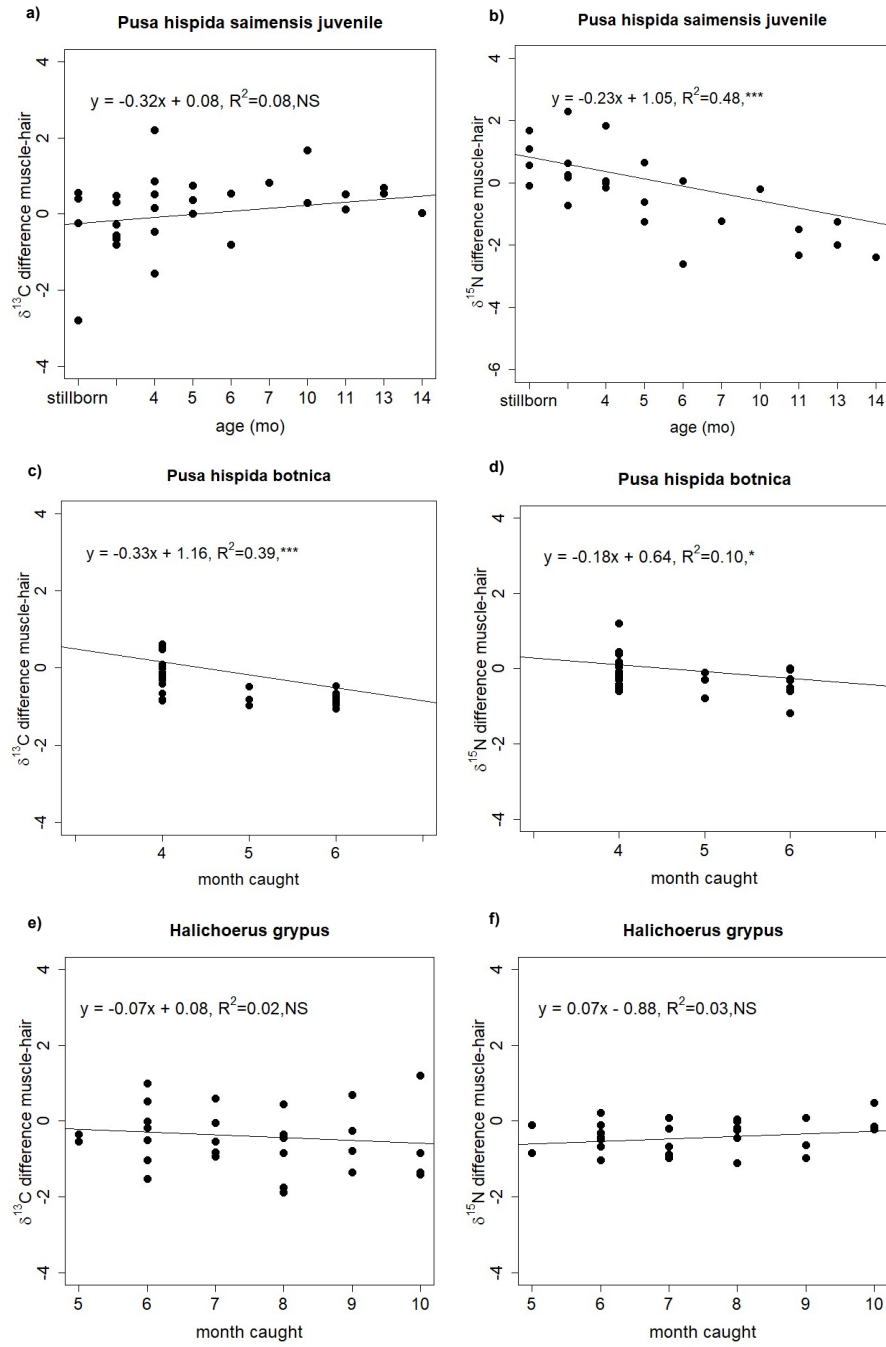 a)
Pusa hispida saimensis juvenile
y = -0.32x + 0.08, R²=0.08,NS
δ¹³C difference muscle-hair
4
2
0
-2
-4
stillborn 4 5 6 7 10 11 13 14
age (mo)
b)
Pusa hispida saimensis juvenile
y = -0.23x + 1.05, R²=0.48,***
δ¹⁵N difference muscle-hair
4
2
0
-2
-4
-6
stillborn 4 5 6 7 10 11 13 14
age (mo)
c)
Pusa hispida botnica
y = -0.33x + 1.16, R²=0.39,***
δ¹³C difference muscle-hair
4
2
0
-2
-4
4 5 6
month caught
d)
Pusa hispida botnica
y = -0.18x + 0.64, R²=0.10,*
δ¹⁵N difference muscle-hair
4
2
0
-2
-4
4 5 6
month caught
e)
Halichoerus grypus
y = -0.07x + 0.08, R²=0.02,NS
δ¹³C difference muscle-hair
4
2
0
-2
-4
5 6 7 8 9 10
month caught
f)
Halichoerus grypus
y = 0.07x - 0.88, R²=0.03,NS
δ¹⁵N difference muscle-hair
4
2
0
-2
-4
5 6 7 8 9 10
month caught